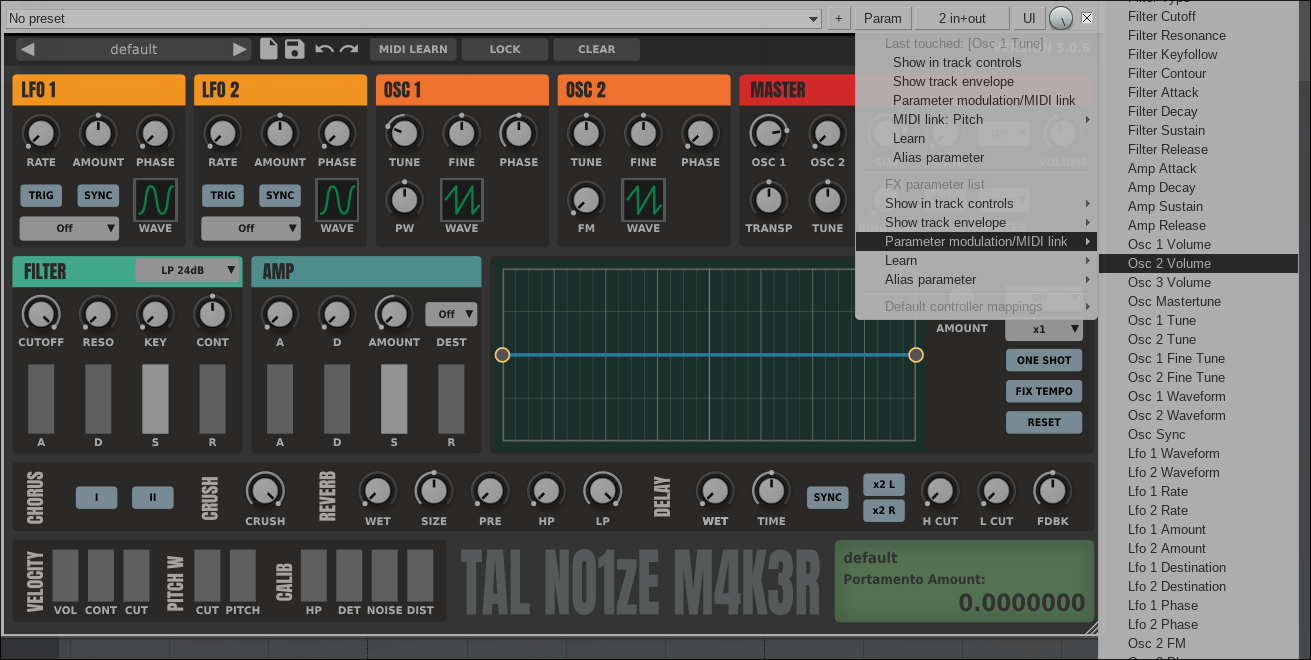 No preset
+
Param
2 in+out
UI
default
MIDI LEARN
LOCK
CLEAR
LFO 1
LFO 2
OSC 1
OSC 2
MASTER
RATE AMOUNT PHASE
RATE AMOUNT PHASE
TUNE FINE PHASE
TUNE FINE PHASE
OSC 1 OSC 2
VOLUME
TRIG SYNC
TRIG SYNC
Off WAVE
Off WAVE
PW WAVE
FM WAVE
TRANSP TUNE
FILTER
LP 24dB
AMP
CUTOFF RESO KEY CONT
A D AMOUNT DEST
Off
A D S R
A D S R
AMOUNT
x1
ONE SHOT
FIX TEMPO
RESET
Last touched: [Osc 1 Tune]
Show in track controls
Show track envelope
Parameter modulation/MIDI link
MIDI link: Pitch
Learn
Alias parameter
FX parameter list
Show in track controls
Show track envelope
Parameter modulation/MIDI link
Learn
Alias parameter
Default controller mappings
Filter Cutoff
Filter Resonance
Filter Keyfollow
Filter Contour
Filter Attack
Filter Decay
Filter Sustain
Filter Release
Amp Attack
Amp Decay
Amp Sustain
Amp Release
Osc 1 Volume
Osc 2 Volume
Osc 3 Volume
Osc Mastertune
Osc 1 Tune
Osc 2 Tune
Osc 1 Fine Tune
Osc 2 Fine Tune
Osc 1 Waveform
Osc 2 Waveform
Osc Sync
Lfo 1 Waveform
Lfo 2 Waveform
Lfo 1 Rate
Lfo 2 Rate
Lfo 1 Amount
Lfo 2 Amount
Lfo 1 Destination
Lfo 2 Destination
Lfo 1 Phase
Lfo 2 Phase
Osc 2 FM
CHORUS
I
II
CRUSH
CRUSH
REVERB
WET SIZE PRE HP LP
DELAY
WET TIME
SYNC
x2 L
x2 R
H CUT L CUT FDBK
VELOCITY
VOL CONT CUT
PITCH W
CUT PITCH
CALIB
HP DET NOISE DIST
TAL NO1zE M4K3R
default
Portamento Amount:
0.0000000